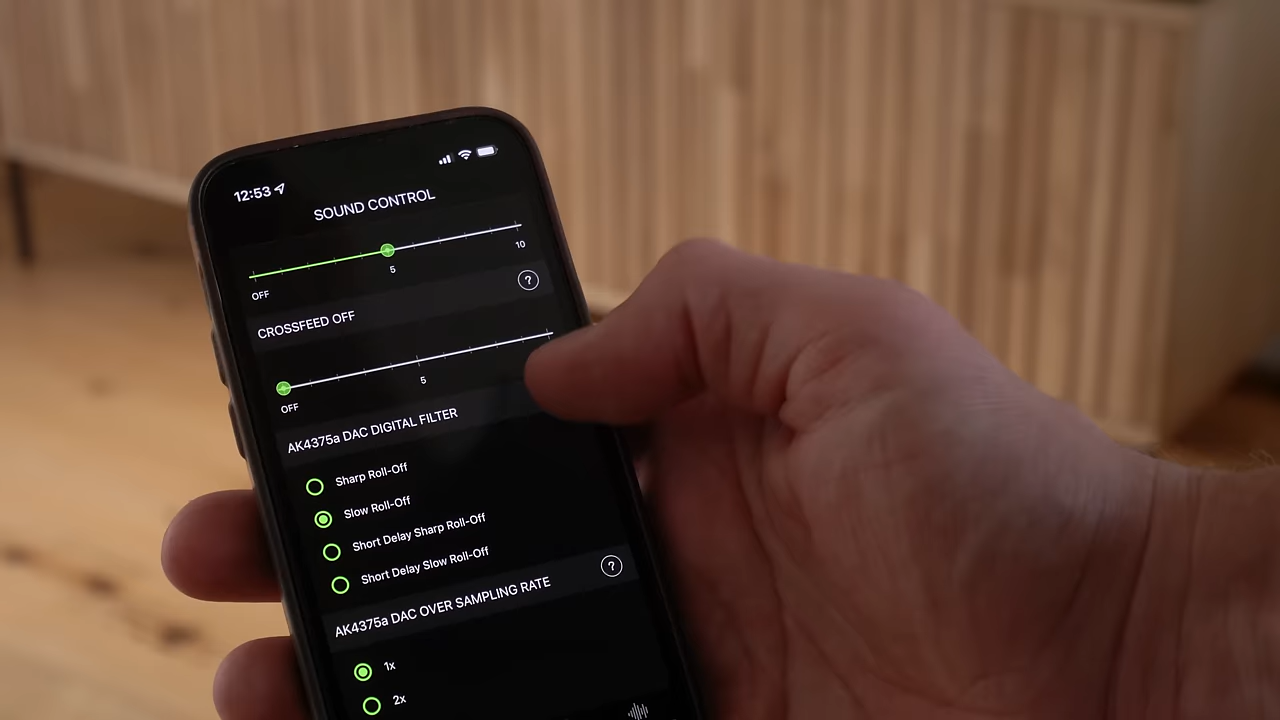 12:53
SOUND CONTROL
OFF
5
10
CROSSFEED OFF
?
OFF
5
AK4375a DAC DIGITAL FILTER
Sharp Roll-Off
Slow Roll-Off
Short Delay Sharp Roll-Off
Short Delay Slow Roll-Off
AK4375a DAC OVER SAMPLING RATE
?
1x
2x